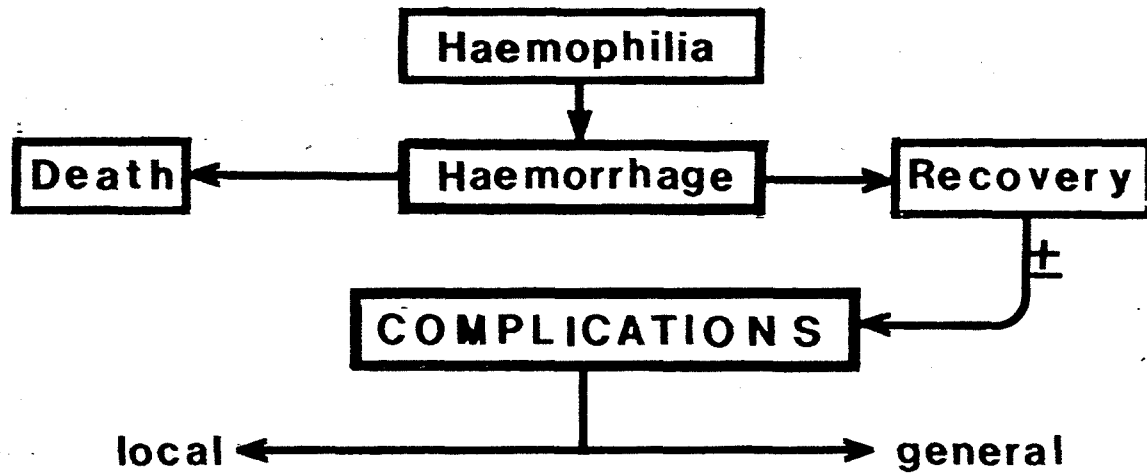 Haemophilia
Death
Haemorrhage
Recovery
±
COMPLICATIONS
local
general